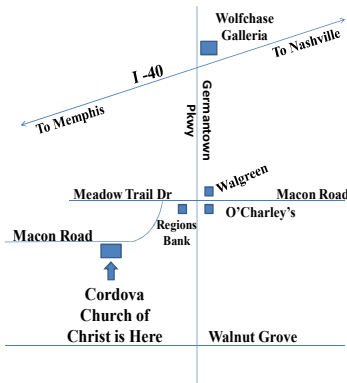 Wolfchase
Galleria
To Nashville
I -40
To Memphis
Germantown
Pkwy
Walgreen
Meadow Trail Dr
Macon Road
O'Charley's
Regions
Bank
Macon Road
Cordova
Church of
Christ is Here
Walnut Grove